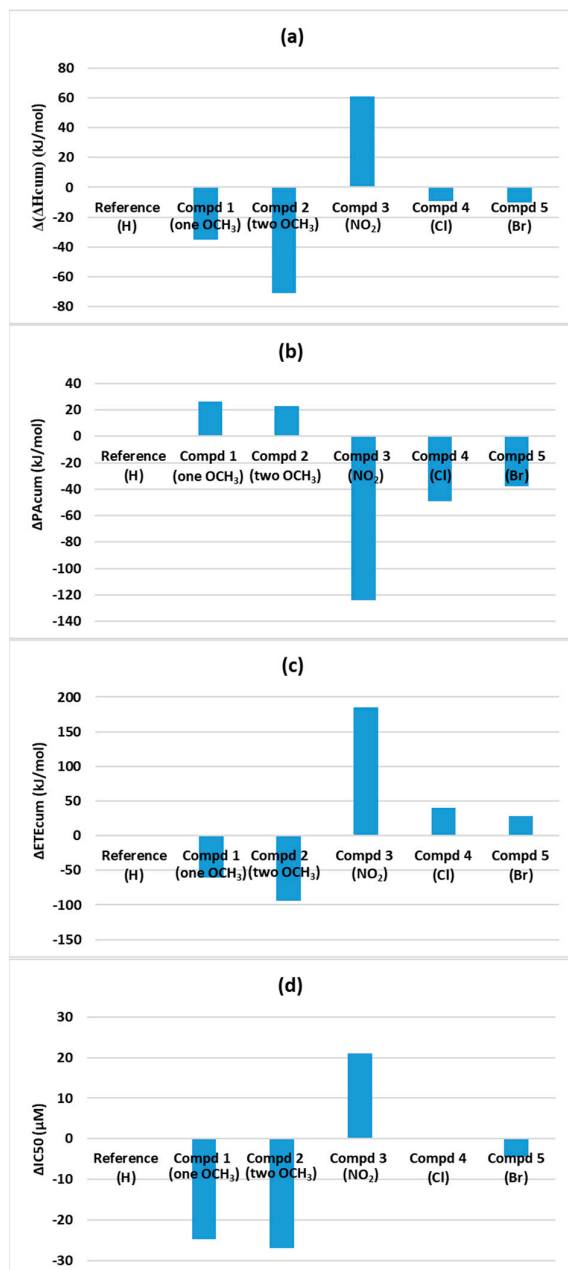 (a)
Δ(ΔHcum) (kJ/mol)
80
60
40
20
0
-20
-40
-60
-80
Reference Compd 1 Compd 2 Compd 3 Compd 4 Compd 5
(H) (one OCH₃) (two OCH₃) (NO₂) (Cl) (Br)
(b)
ΔPAcum (kJ/mol)
40
20
0
-20
-40
-60
-80
-100
-120
-140
Reference Compd 1 Compd 2 Compd 3 Compd 4 Compd 5
(H) (one OCH₃) (two OCH₃) (NO₂) (Cl) (Br)
(c)
ΔETEcum (kJ/mol)
200
150
100
50
0
-50
-100
-150
Reference Compd 1 Compd 2 Compd 3 Compd 4 Compd 5
(H) (one OCH₃) (two OCH₃) (NO₂) (Cl) (Br)
(d)
ΔIC50 (μM)
30
20
10
0
-10
-20
-30
Reference Compd 1 Compd 2 Compd 3 Compd 4 Compd 5
(H) (one OCH₃) (two OCH₃) (NO₂) (Cl) (Br)